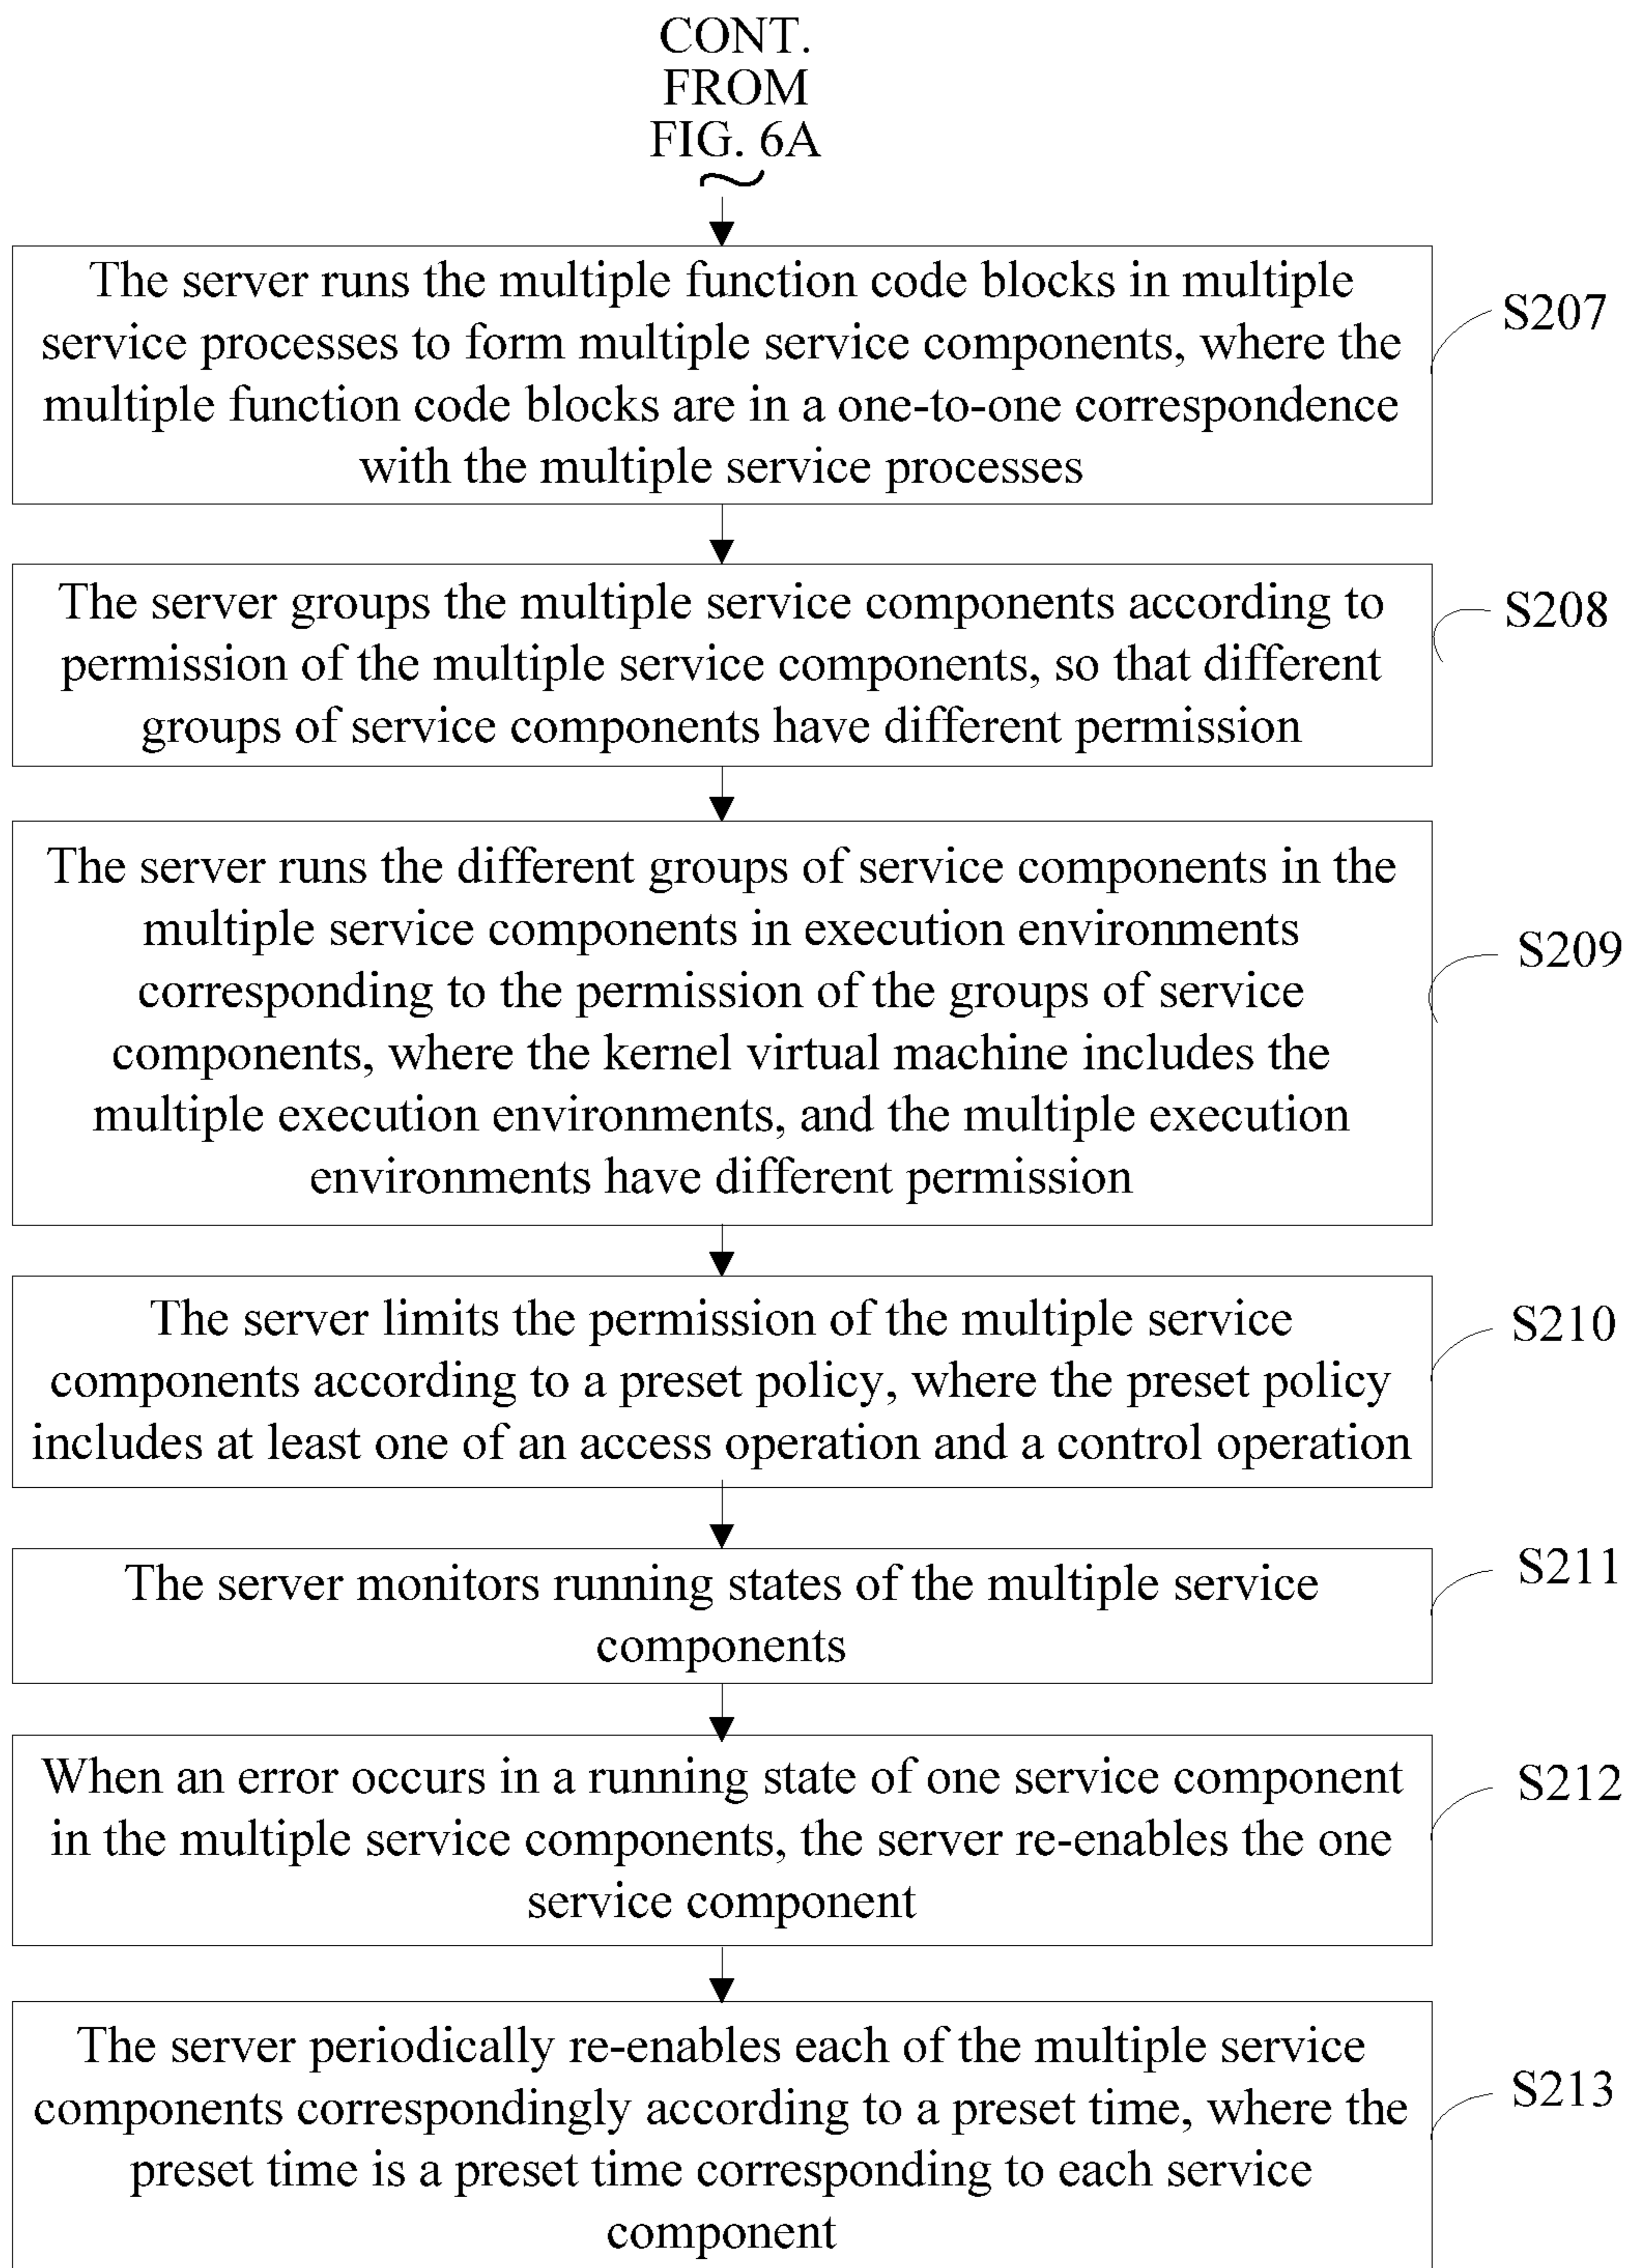 CONT.
FROM
FIG. 6A
The server runs the multiple function code blocks in multiple
service processes to form multiple service components, where the
multiple function code blocks are in a one-to-one correspondence
with the multiple service processes
S207
The server groups the multiple service components according to
permission of the multiple service components, so that different
groups of service components have different permission
S208
The server runs the different groups of service components in the
multiple service components in execution environments
corresponding to the permission of the groups of service
components, where the kernel virtual machine includes the
multiple execution environments, and the multiple execution
environments have different permission
S209
The server limits the permission of the multiple service
components according to a preset policy, where the preset policy
includes at least one of an access operation and a control operation
S210
The server monitors running states of the multiple service
components
S211
When an error occurs in a running state of one service component
in the multiple service components, the server re-enables the one
service component
S212
The server periodically re-enables each of the multiple service
components correspondingly according to a preset time, where the
preset time is a preset time corresponding to each service
component
S213